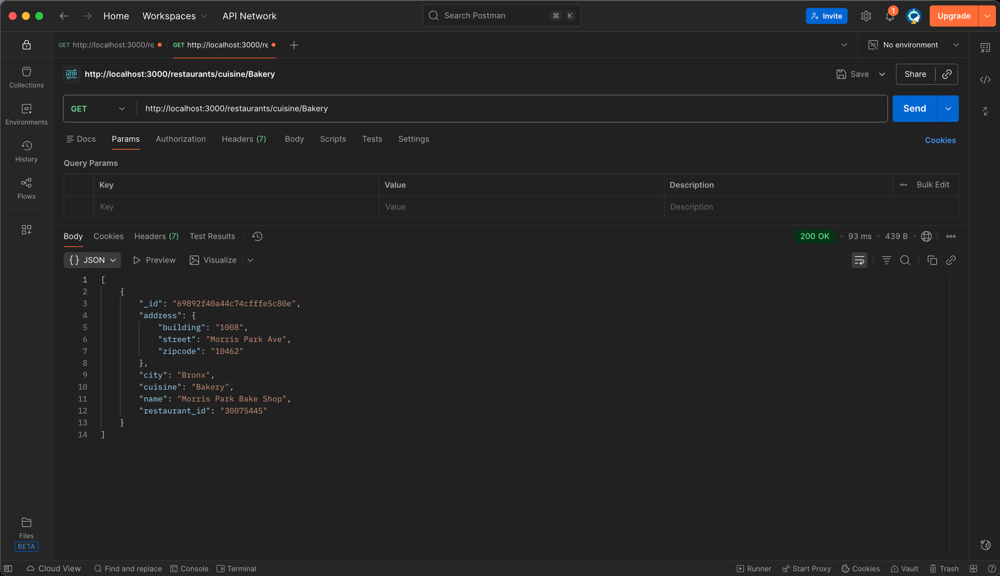 Home Workspaces API Network Search Postman ⌘ K Invite 1 Upgrade
GET http://localhost:3000/re GET http://localhost:3000/re No environment
HTTP http://localhost:3000/restaurants/cuisine/Bakery Save Share
GET http://localhost:3000/restaurants/cuisine/Bakery Send
Docs Params Authorization Headers (7) Body Scripts Tests Settings Cookies
Query Params
Key Value Description Bulk Edit
Key Value Description
Body Cookies Headers (7) Test Results 200 OK • 93 ms • 439 B •
{} JSON Preview Visualize
1 [
2 {
3 "_id": "69892f40a44c74cfffe5c80e",
4 "address": {
5 "building": "1008",
6 "street": "Morris Park Ave",
7 "zipcode": "10462"
8 },
9 "city": "Bronx",
10 "cuisine": "Bakery",
11 "name": "Morris Park Bake Shop",
12 "restaurant_id": "30075445"
13 }
14 ]
Collections
Environments
History
Flows
Files
BETA
Cloud View Find and replace Console Terminal Runner Start Proxy Cookies Vault Trash